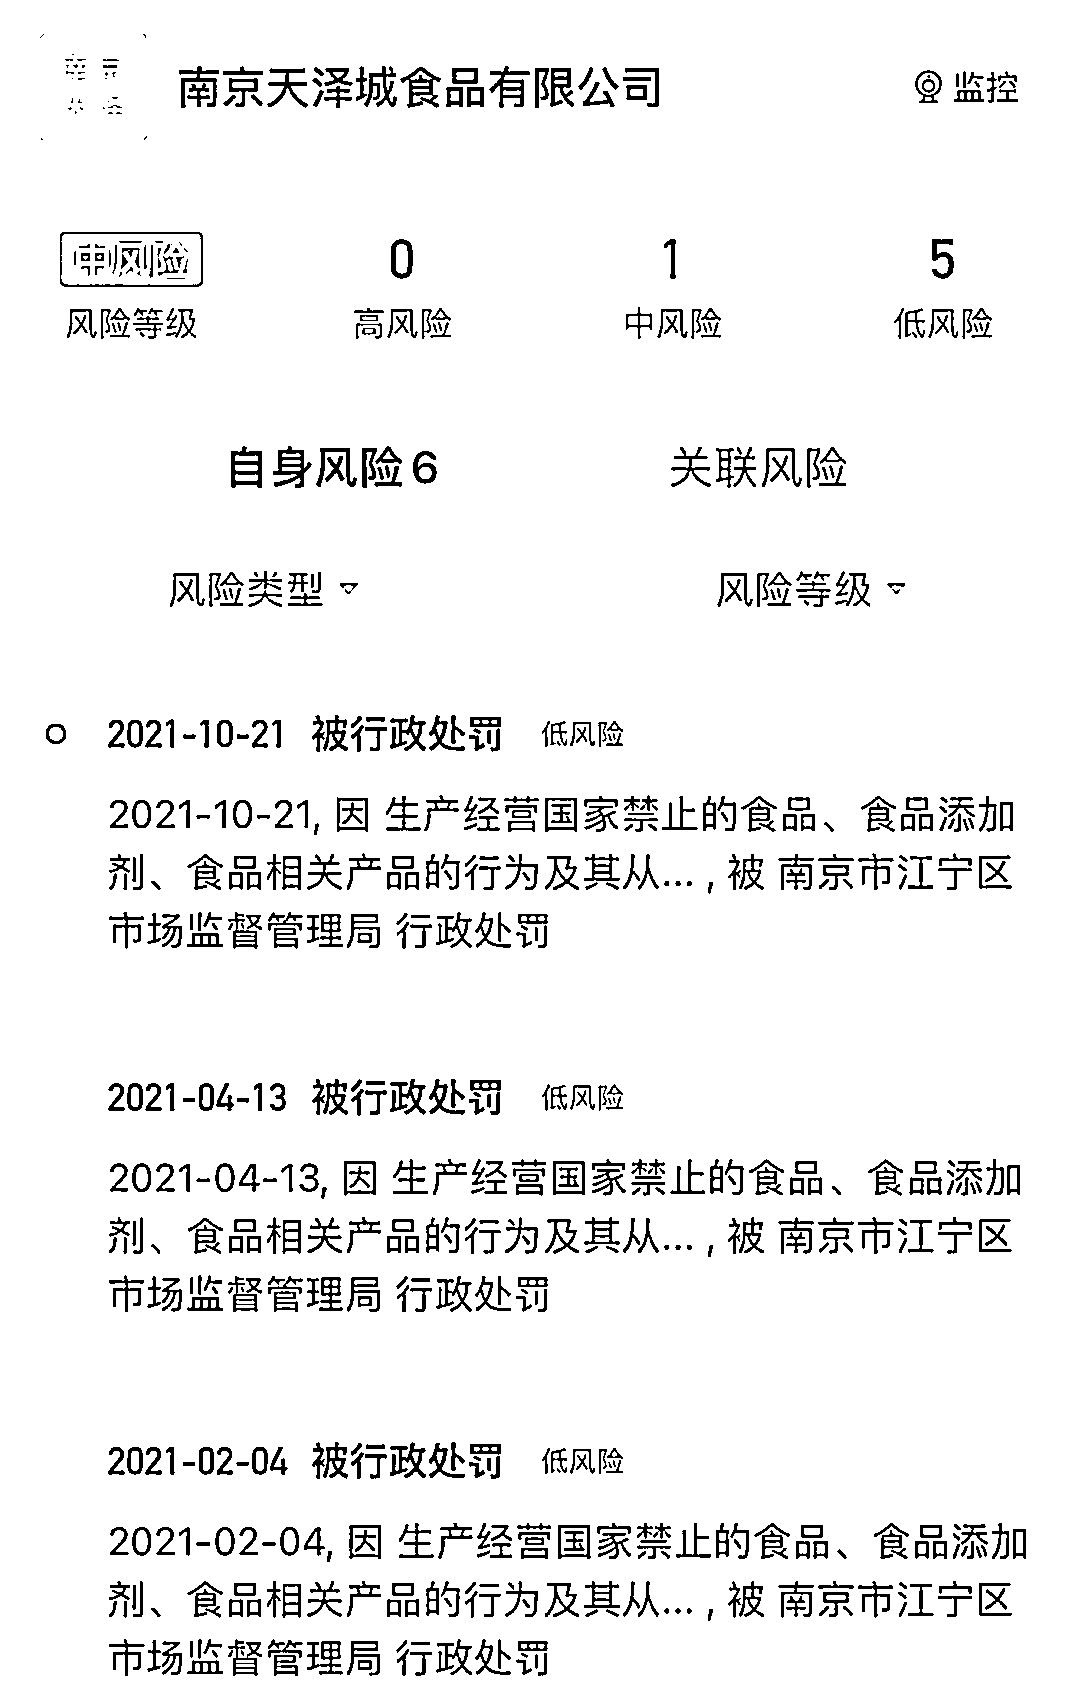 南京天泽城食品有限公司
监控
中风险 0 1 5
风险等级 高风险 中风险 低风险
自身风险6 关联风险
风险类型 风险等级
2021-10-21 被行政处罚 低风险
2021-10-21, 因 生产经营国家禁止的食品、食品添加
剂、食品相关产品的行为及其从... , 被 南京市江宁区
市场监督管理局 行政处罚
2021-04-13 被行政处罚 低风险
2021-04-13, 因 生产经营国家禁止的食品、食品添加
剂、食品相关产品的行为及其从... , 被 南京市江宁区
市场监督管理局 行政处罚
2021-02-04 被行政处罚 低风险
2021-02-04, 因 生产经营国家禁止的食品、食品添加
剂、食品相关产品的行为及其从... , 被 南京市江宁区
市场监督管理局 行政处罚